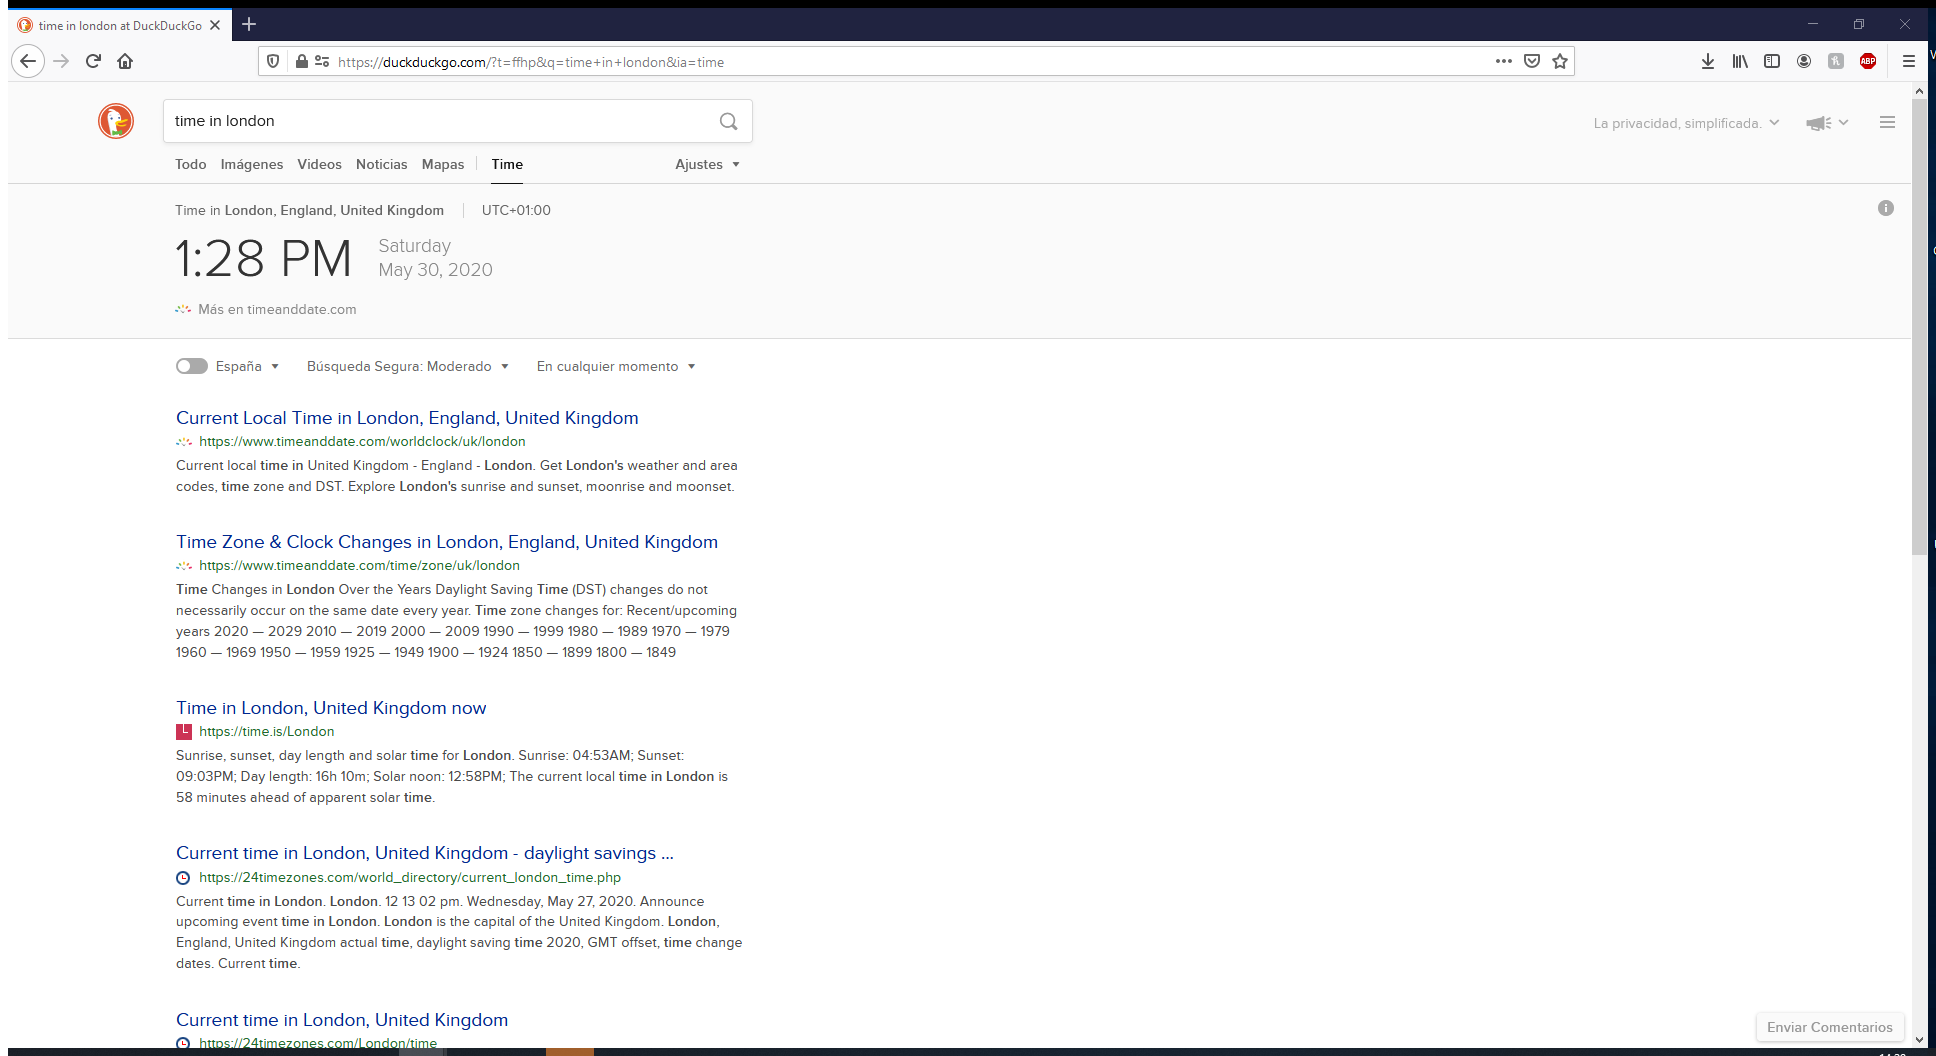 time in london at DuckDuckGo
https://duckduckgo.com/?t=ffhp&q=time+in+london&ia=time
ABP
time in london
La privacidad, simplificada.
Todo Imágenes Videos Noticias Mapas Time Ajustes
Time in London, England, United Kingdom UTC+01:00
1:28 PM
Saturday
May 30, 2020
Más en timeanddate.com
España Búsqueda Segura: Moderado En cualquier momento
Current Local Time in London, England, United Kingdom
https://www.timeanddate.com/worldclock/uk/london
Current local time in United Kingdom - England - London. Get London's weather and area
codes, time zone and DST. Explore London's sunrise and sunset, moonrise and moonset.
Time Zone & Clock Changes in London, England, United Kingdom
https://www.timeanddate.com/time/zone/uk/london
Time Changes in London Over the Years Daylight Saving Time (DST) changes do not
necessarily occur on the same date every year. Time zone changes for: Recent/upcoming
years 2020 — 2029 2010 — 2019 2000 — 2009 1990 — 1999 1980 — 1989 1970 — 1979
1960 — 1969 1950 — 1959 1925 — 1949 1900 — 1924 1850 — 1899 1800 — 1849
Time in London, United Kingdom now
https://time.is/London
Sunrise, sunset, day length and solar time for London. Sunrise: 04:53AM; Sunset:
09:03PM; Day length: 16h 10m; Solar noon: 12:58PM; The current local time in London is
58 minutes ahead of apparent solar time.
Current time in London, United Kingdom - daylight savings ...
https://24timezones.com/world_directory/current_london_time.php
Current time in London. London. 12 13 02 pm. Wednesday, May 27, 2020. Announce
upcoming event time in London. London is the capital of the United Kingdom. London,
England, United Kingdom actual time, daylight saving time 2020, GMT offset, time change
dates. Current time.
Current time in London, United Kingdom
https://24timezones.com/London/time
Enviar Comentarios